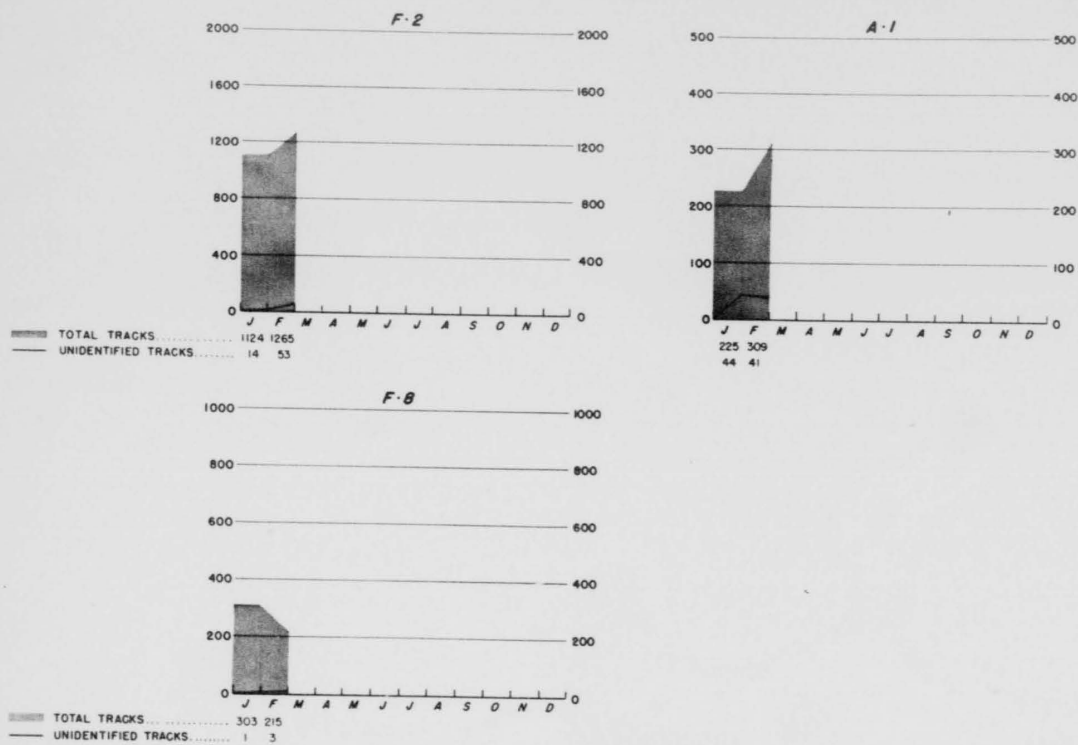 F·2
2000 2000
1600 1600
1200 1200
800 800
400 400
0 0
J F M A M J J A S O N D
TOTAL TRACKS........ 1124 1265
UNIDENTIFIED TRACKS........ 14 53
A·1
500 500
400 400
300 300
200 200
100 100
0 0
J F M A M J J A S O N D
225 309
44 41
F·8
1000 1000
800 800
600 600
400 400
200 200
0 0
J F M A M J J A S O N D
TOTAL TRACKS............ 303 215
UNIDENTIFIED TRACKS......... 1 3